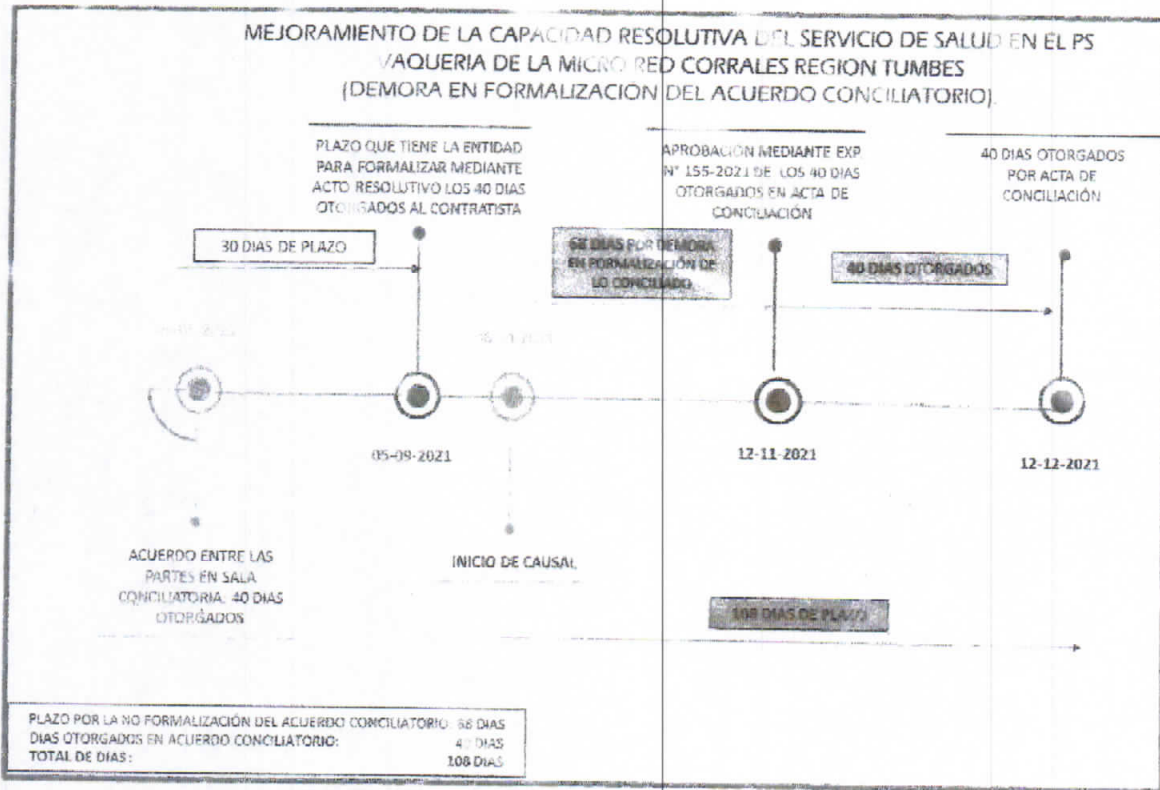 MEJORAMIENTO DE LA CAPACIDAD RESOLUTIVA DEL SERVICIO DE SALUD EN EL PS
VAQUERIA DE LA MICRO RED CORRALES REGION TUMBES
(DEMORA EN FORMALIZACIÓN DEL ACUERDO CONCILIATORIO).
PLAZO QUE TIENE LA ENTIDAD
PARA FORMALIZAR MEDIANTE
ACTO RESOLUTIVO LOS 40 DIAS
OTORGADOS AL CONTRATISTA
APROBACIÓN MEDIANTE EXP
N° 155-2021 DE LOS 40 DIAS
OTORGADOS EN ACTA DE
CONCILIACIÓN
40 DIAS OTORGADOS
POR ACTA DE
CONCILIACIÓN
30 DIAS DE PLAZO
68 DIAS POR DEMORA
EN FORMALIZACIÓN DE
LO CONCILIADO
40 DIAS OTORGADOS
05-09-2021
12-11-2021
12-12-2021
ACUERDO ENTRE LAS
PARTES EN SALA
CONCILIATORIA: 40 DIAS
OTORGADOS
INICIO DE CAUSAL
108 DIAS DE PLAZO
PLAZO POR LA NO FORMALIZACIÓN DEL ACUERDO CONCILIATORIO: 68 DIAS
DIAS OTORGADOS EN ACUERDO CONCILIATORIO: 40 DIAS
TOTAL DE DIAS: 108 DIAS